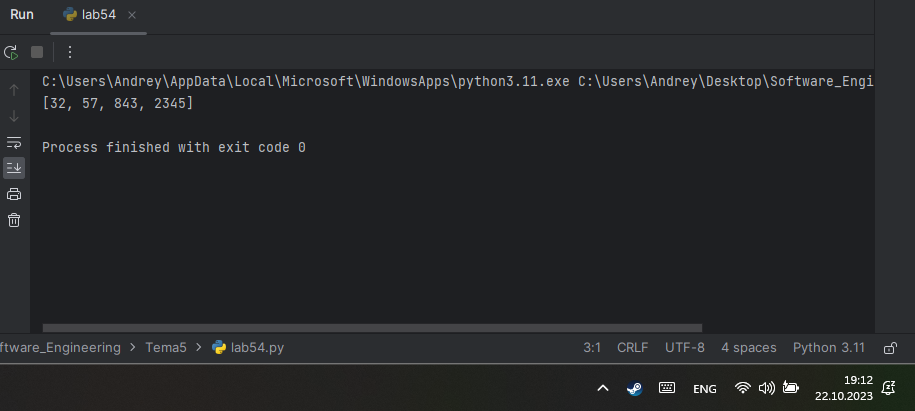 Run lab54
C:\Users\Andrey\AppData\Local\Microsoft\WindowsApps\python3.11.exe C:\Users\Andrey\Desktop\Software_Engi
[32, 57, 843, 2345]
Process finished with exit code 0
ftware_Engineering > Tema5 > lab54.py 3:1 CRLF UTF-8 4 spaces Python 3.11
ENG 19:12
22.10.2023